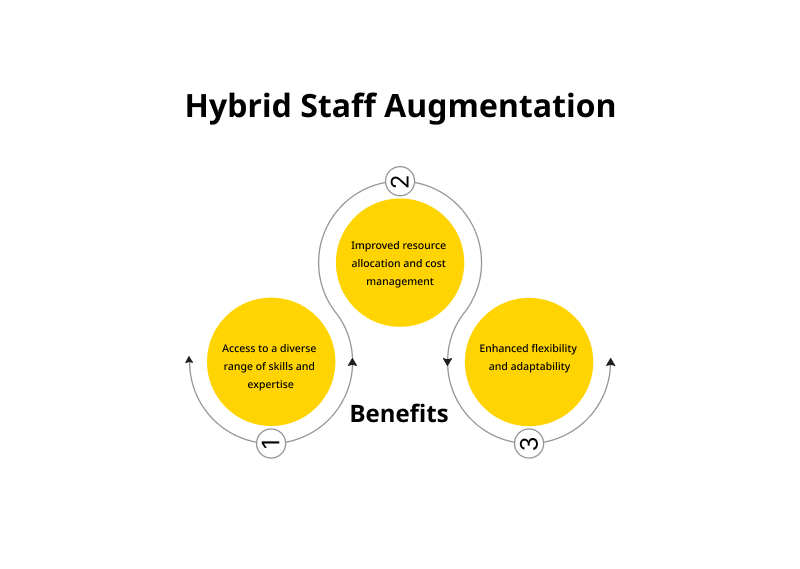 Hybrid Staff Augmentation
2
Improved resource
allocation and cost
management
Access to a diverse
range of skills and
expertise
Enhanced flexibility
and adaptability
Benefits
1
3